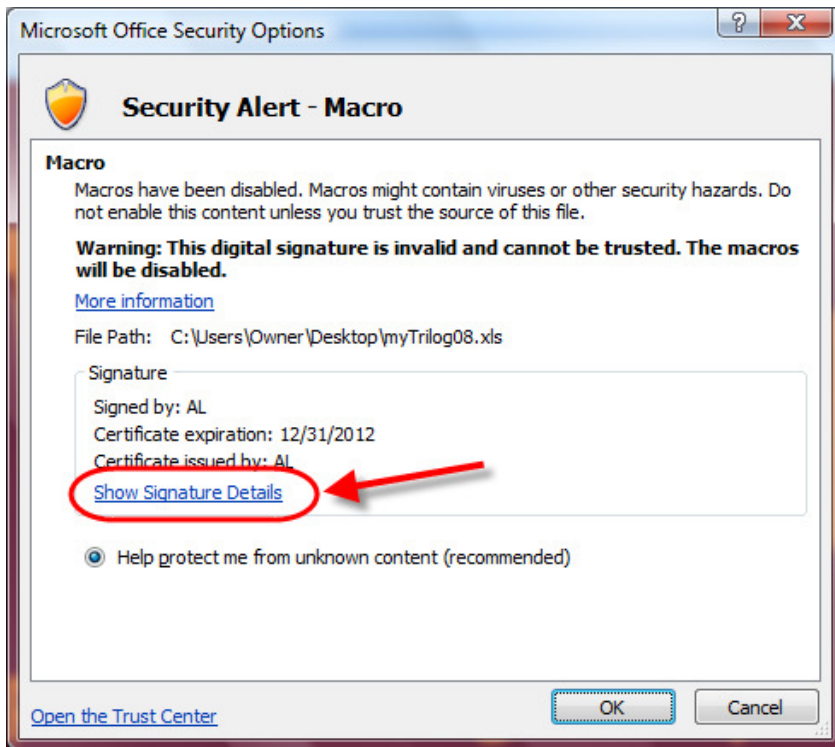 Microsoft Office Security Options
?
X
Security Alert - Macro
Macro
Macros have been disabled. Macros might contain viruses or other security hazards. Do
not enable this content unless you trust the source of this file.
Warning: This digital signature is invalid and cannot be trusted. The macros
will be disabled.
More information
File Path: C:\Users\Owner\Desktop\myTrilog08.xls
Signature
Signed by: AL
Certificate expiration: 12/31/2012
Certificate issued by: AL
Show Signature Details
Help protect me from unknown content (recommended)
Open the Trust Center
OK
Cancel